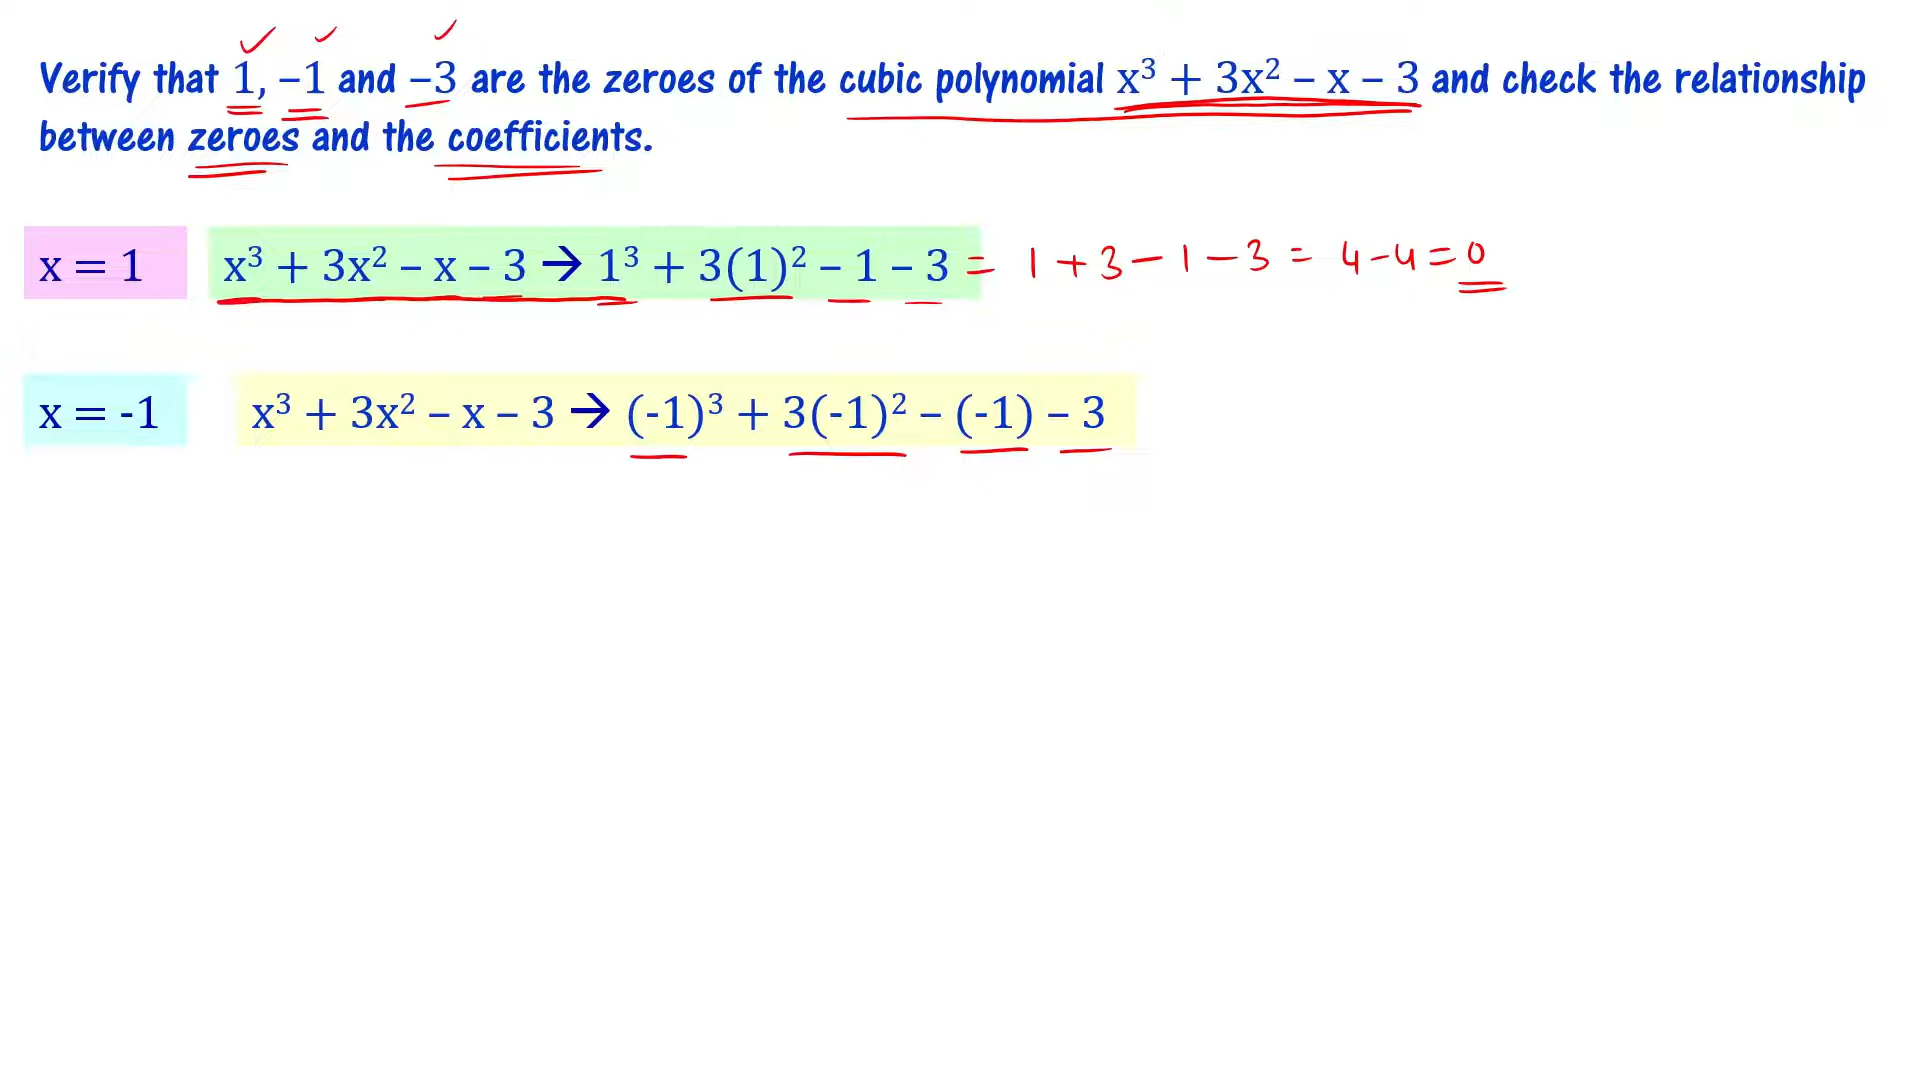 Verify that 1, –1 and –3 are the zeroes of the cubic polynomial x³ + 3x² – x – 3 and check the relationship
between zeroes and the coefficients.
x = 1 x³ + 3x² – x – 3 → 1³ + 3(1)² – 1 – 3 = 1 + 3 – 1 – 3 = 4 – 4 = 0
x = -1 x³ + 3x² – x – 3 → (-1)³ + 3(-1)² – (-1) – 3